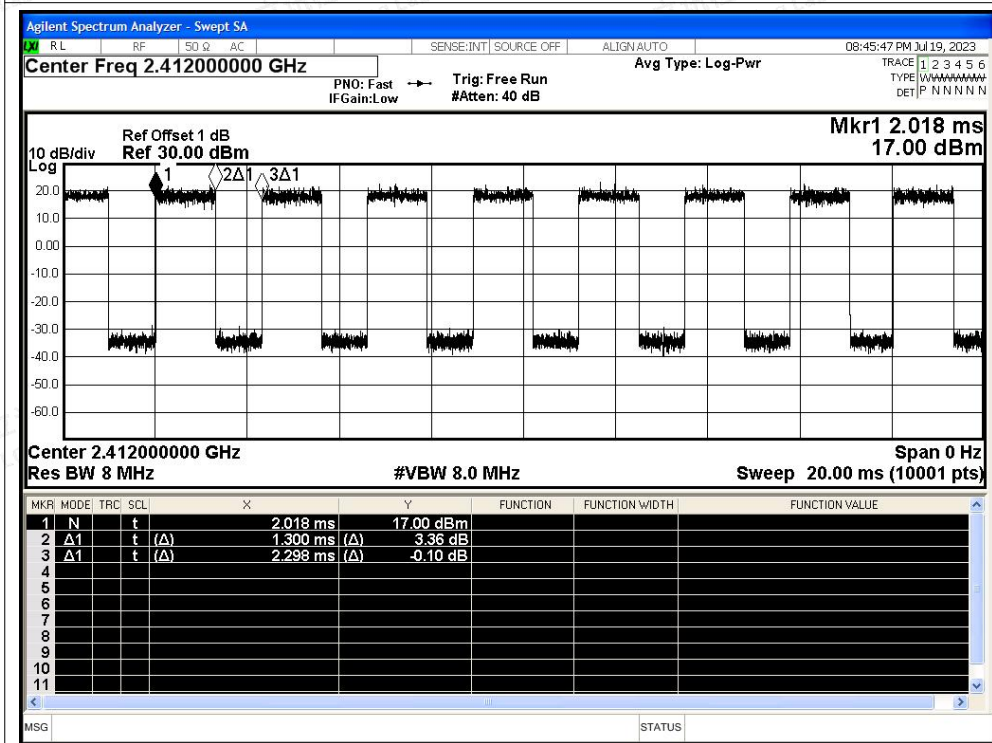 Agilent Spectrum Analyzer - Swept SA
LXI RL RF 50 Ω AC SENSE:INT SOURCE OFF ALIGN AUTO 08:45:47 PM Jul 19, 2023
Center Freq 2.412000000 GHz
PNO: Fast
IFGain:Low
Trig: Free Run
#Atten: 40 dB
Avg Type: Log-Pwr
TRACE 1 2 3 4 5 6
TYPE
DET P N N N N N
Mkr1 2.018 ms
17.00 dBm
Ref Offset 1 dB
10 dB/div Ref 30.00 dBm
Log
1 2Δ1 3Δ1
20.0
10.0
0.00
-10.0
-20.0
-30.0
-40.0
-50.0
-60.0
Center 2.412000000 GHz Span 0 Hz
Res BW 8 MHz #VBW 8.0 MHz Sweep 20.00 ms (10001 pts)
MKR MODE TRC SCL X Y FUNCTION FUNCTION WIDTH FUNCTION VALUE
1 N t 2.018 ms 17.00 dBm
2 Δ1 t (Δ) 1.300 ms (Δ) 3.36 dB
3 Δ1 t (Δ) 2.298 ms (Δ) -0.10 dB
4
5
6
7
8
9
10
11
MSG STATUS